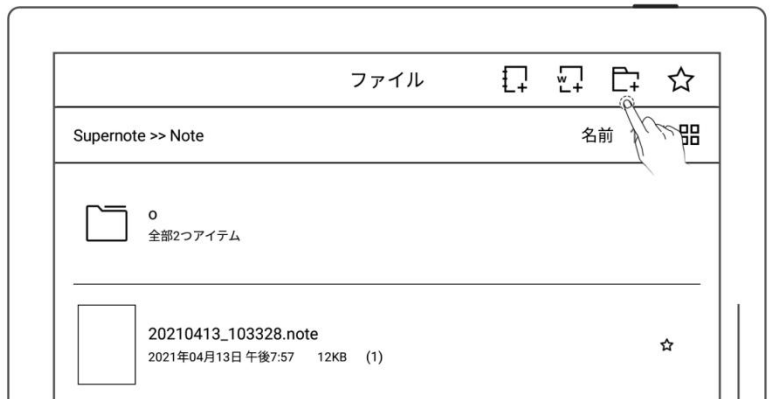 ファイル
W
Supernote >> Note
名前
o
全部2つアイテム
20210413_103328.note
2021年04月13日 午後7:57 12KB (1)